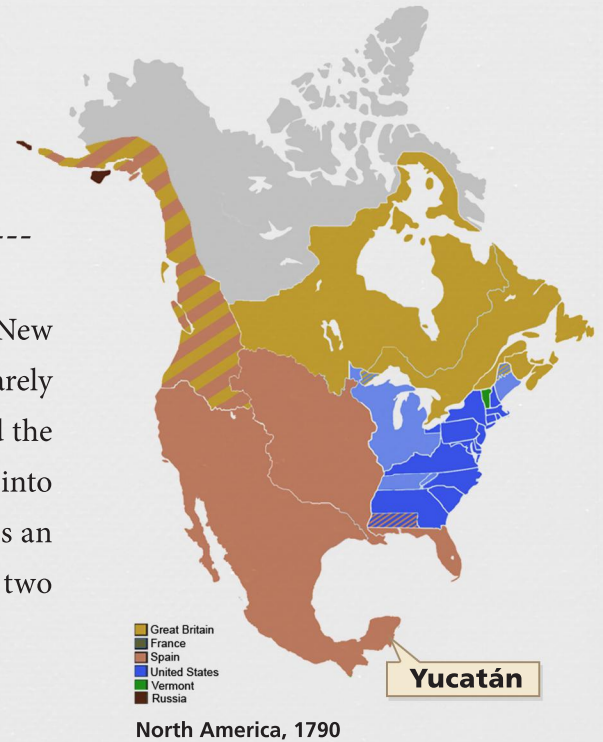 New
arely
d the
into
s an
two
Great Britain
France
Spain
United States
Vermont
Russia
Yucatán
North America, 1790